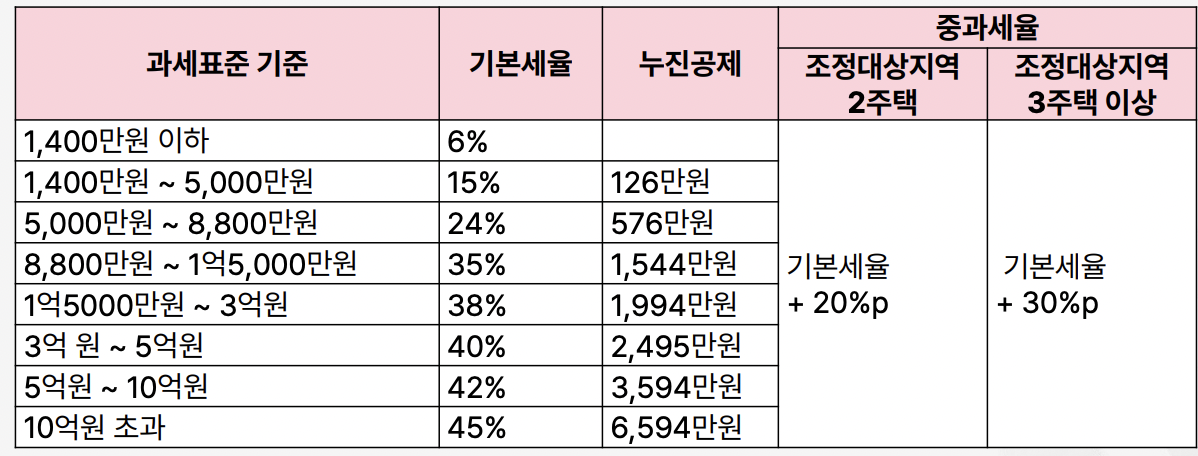 과세표준 기준 기본세율 누진공제 중과세율
조정대상지역 2주택 조정대상지역 3주택 이상
1,400만원 이하 6%
1,400만원 ~ 5,000만원 15% 126만원
5,000만원 ~ 8,800만원 24% 576만원
8,800만원 ~ 1억5,000만원 35% 1,544만원
1억5000만원 ~ 3억원 38% 1,994만원
3억 원 ~ 5억원 40% 2,495만원
5억원 ~ 10억원 42% 3,594만원
10억원 초과 45% 6,594만원
기본세율
+ 20%p
기본세율
+ 30%p